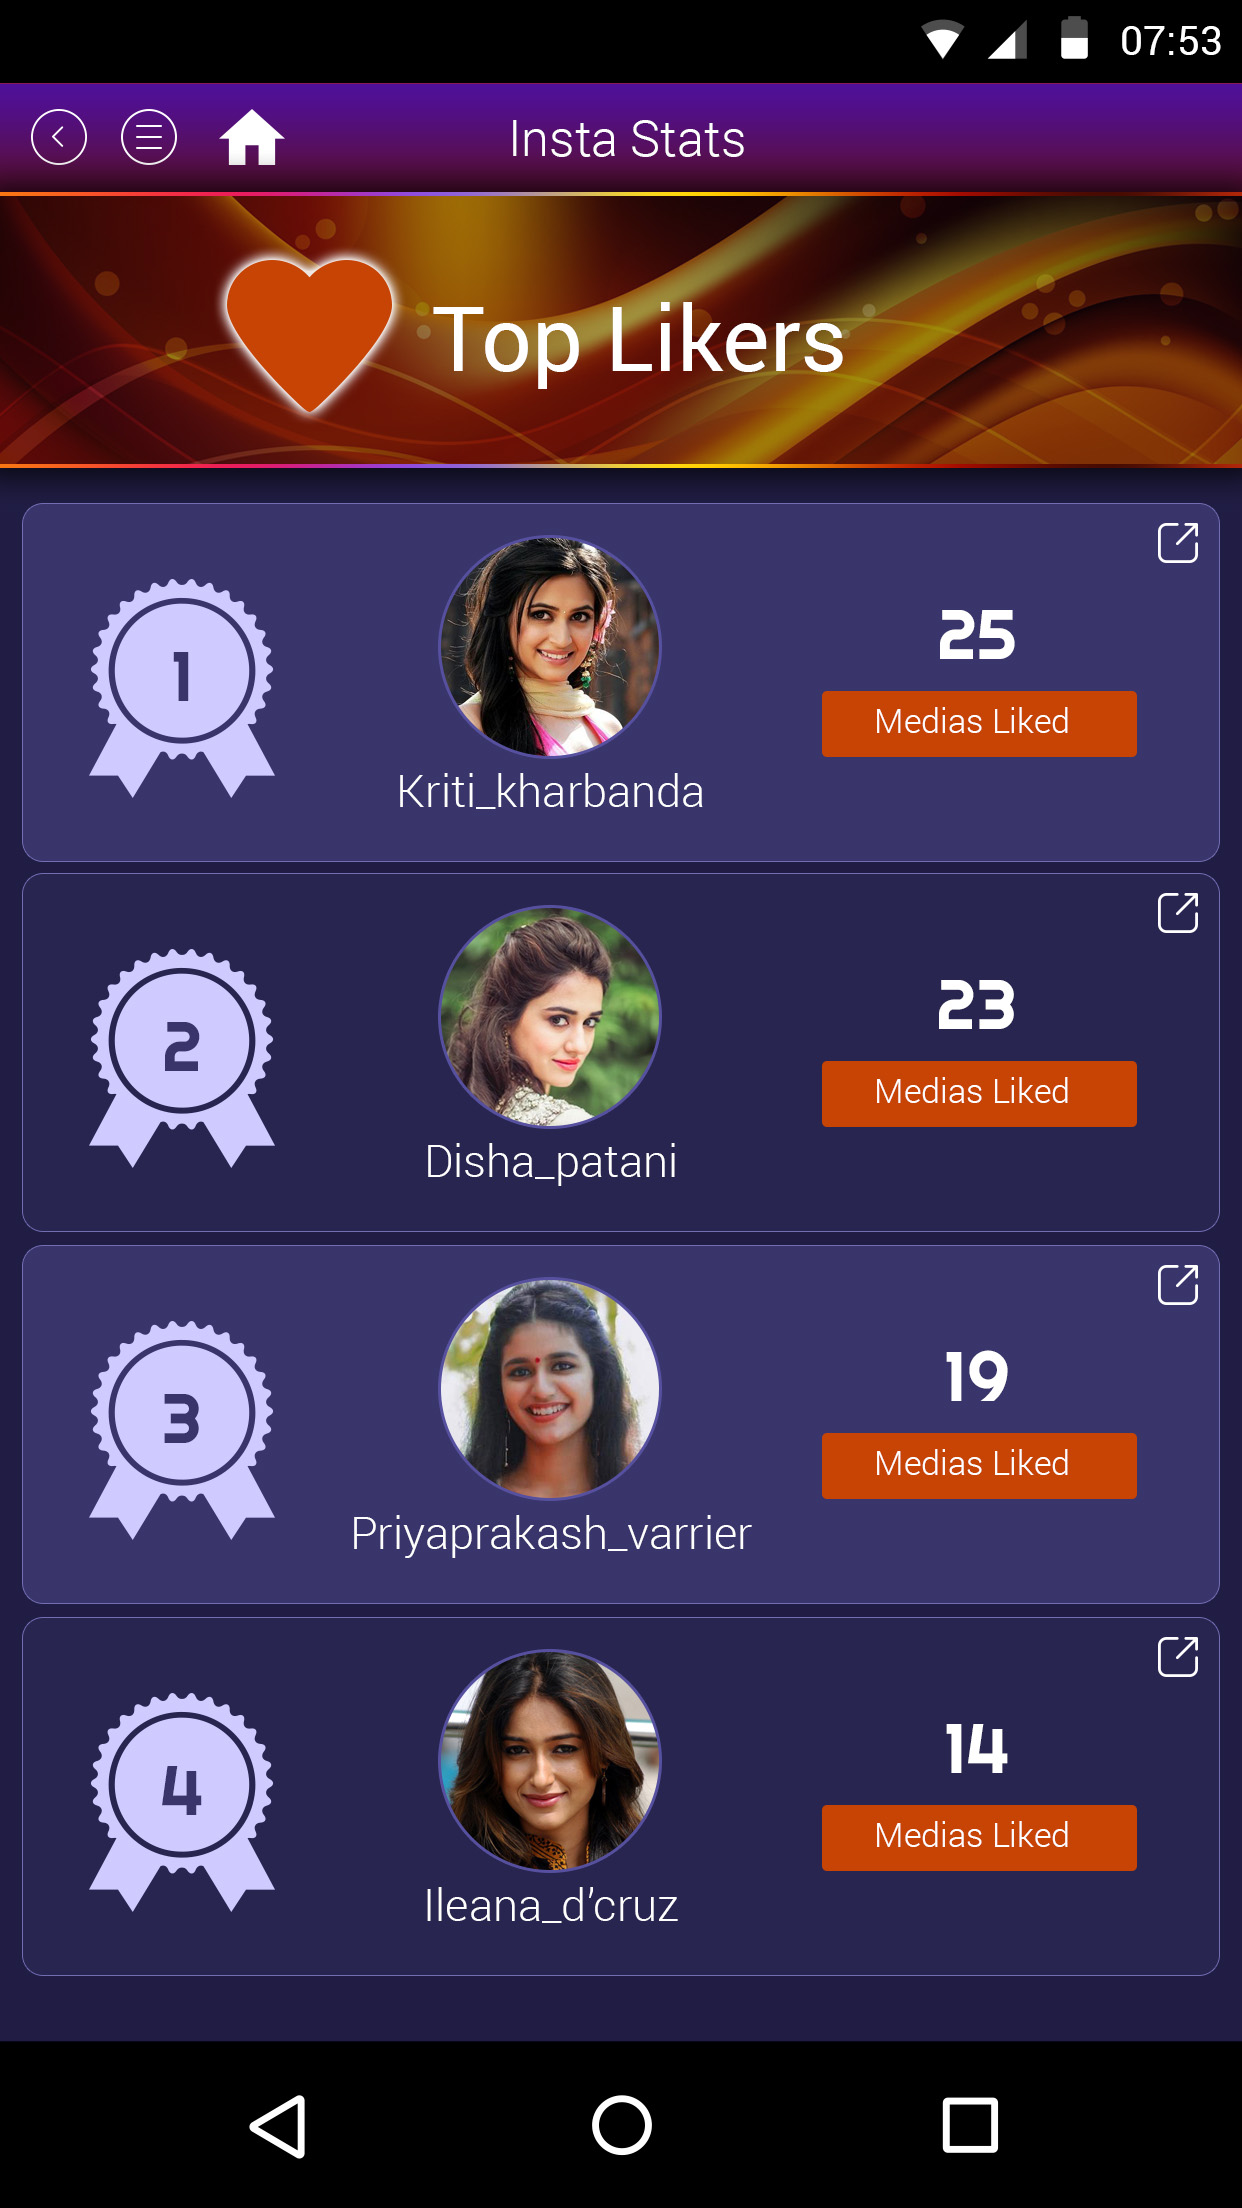 07:53
Insta Stats
Top Likers
1
25
Medias Liked
Kriti_kharbanda
2
23
Medias Liked
Disha_patani
3
19
Medias Liked
Priyaprakash_varrier
4
14
Medias Liked
Ileana_d’cruz